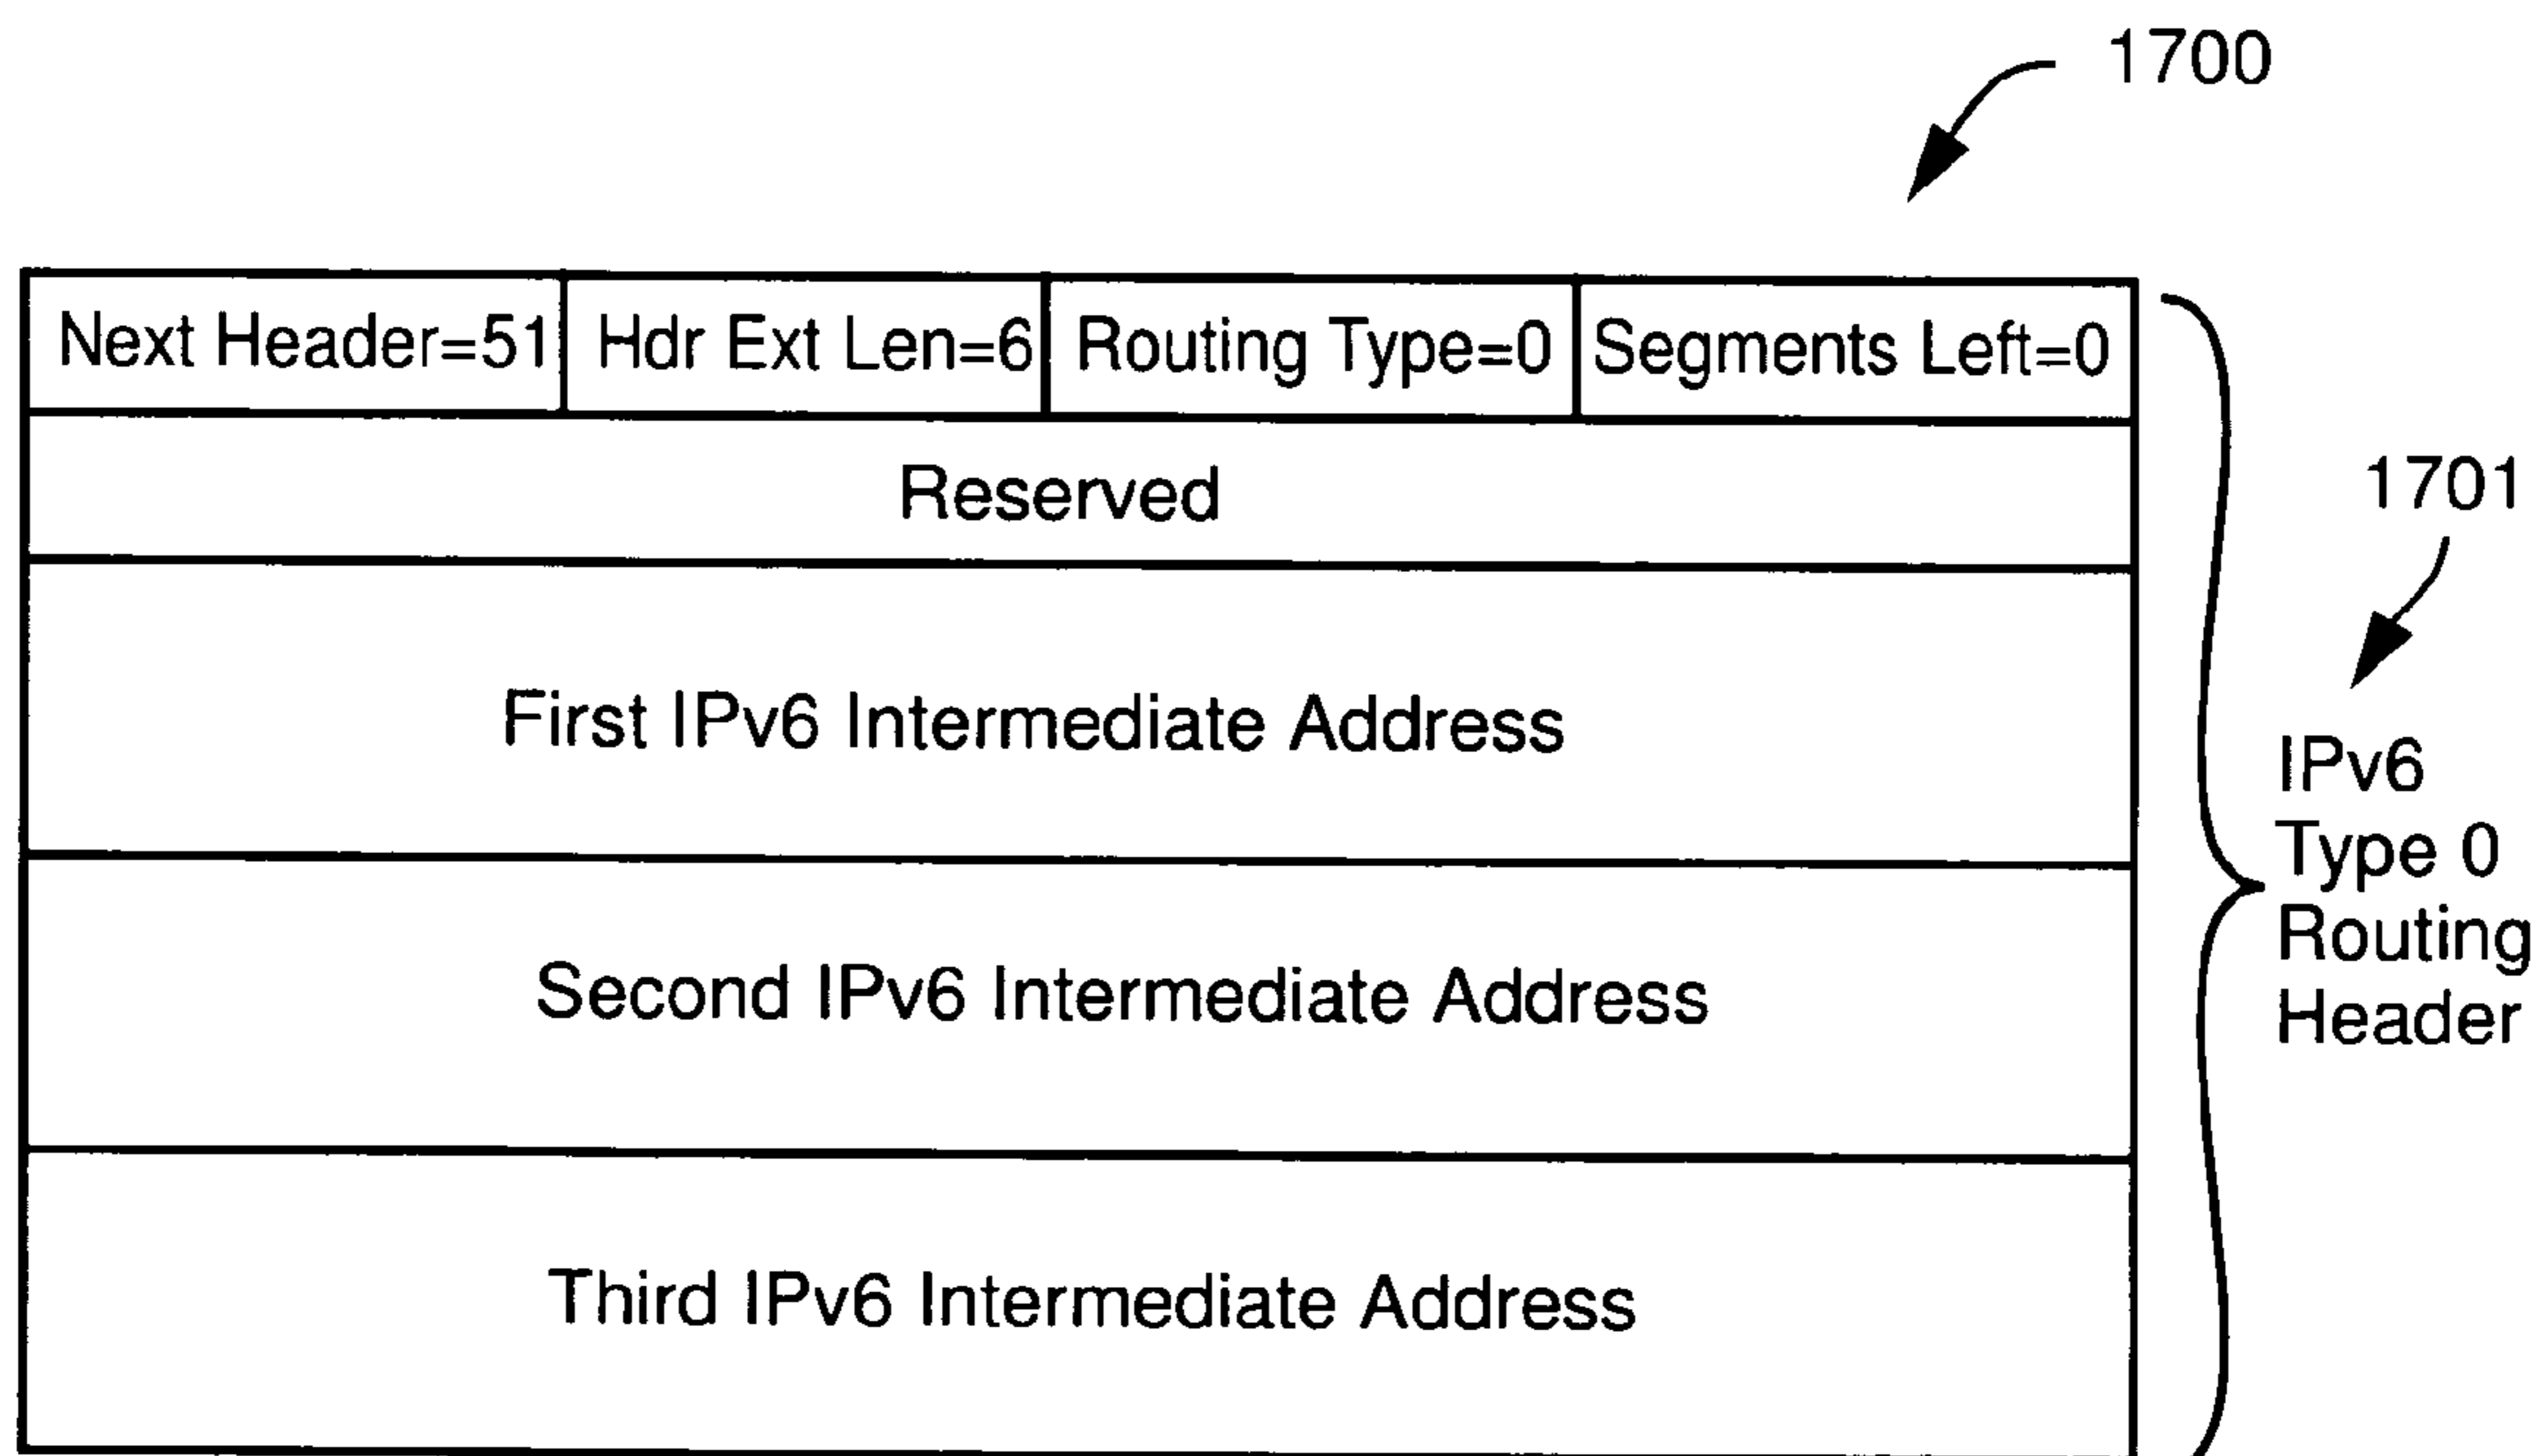 1700
Next Header=51
Hdr Ext Len=6
Routing Type=0
Segments Left=0
Reserved
1701
First IPv6 Intermediate Address
IPv6
Type 0
Routing
Header
Second IPv6 Intermediate Address
Third IPv6 Intermediate Address